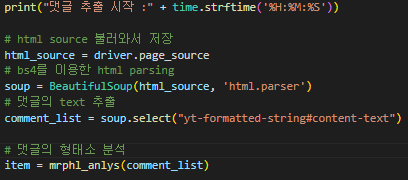 print("댓글 추출 시작 :" + time.strftime('%H:%M:%S'))
# html source 불러와서 저장
html_source = driver.page_source
# bs4를 이용한 html parsing
soup = BeautifulSoup(html_source, 'html.parser')
# 댓글의 text 추출
comment_list = soup.select("yt-formatted-string#content-text")
# 댓글의 형태소 분석
item = mrphl_anlys(comment_list)